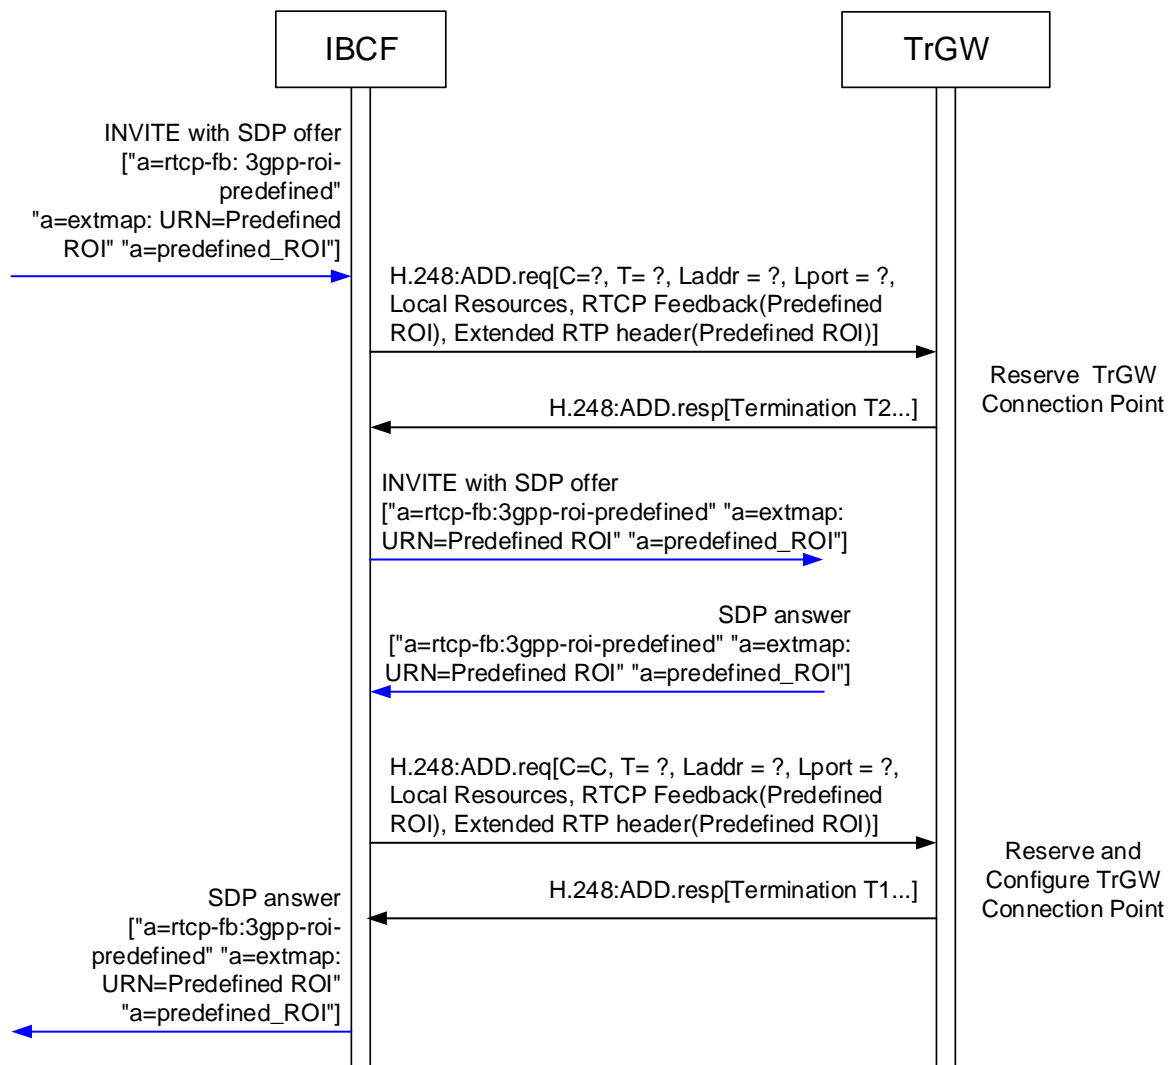 IBCF
TrGW
INVITE with SDP offer
["a=rtcp-fb: 3gpp-roi-
predefined"
"a=extmap: URN=Predefined
ROI" "a=predefined_ROI"]
H.248:ADD.req[C=?, T= ?, Laddr = ?, Lport = ?,
Local Resources, RTCP Feedback(Predefined
ROI), Extended RTP header(Predefined ROI)]
Reserve TrGW
Connection Point
H.248:ADD.resp[Termination T2...]
INVITE with SDP offer
["a=rtcp-fb:3gpp-roi-predefined" "a=extmap:
URN=Predefined ROI" "a=predefined_ROI"]
SDP answer
["a=rtcp-fb:3gpp-roi-predefined" "a=extmap:
URN=Predefined ROI" "a=predefined_ROI"]
H.248:ADD.req[C=C, T= ?, Laddr = ?, Lport = ?,
Local Resources, RTCP Feedback(Predefined
ROI), Extended RTP header(Predefined ROI)]
Reserve and
Configure TrGW
Connection Point
H.248:ADD.resp[Termination T1...]
SDP answer
["a=rtcp-fb:3gpp-roi-
predefined" "a=extmap:
URN=Predefined ROI"
"a=predefined_ROI"]